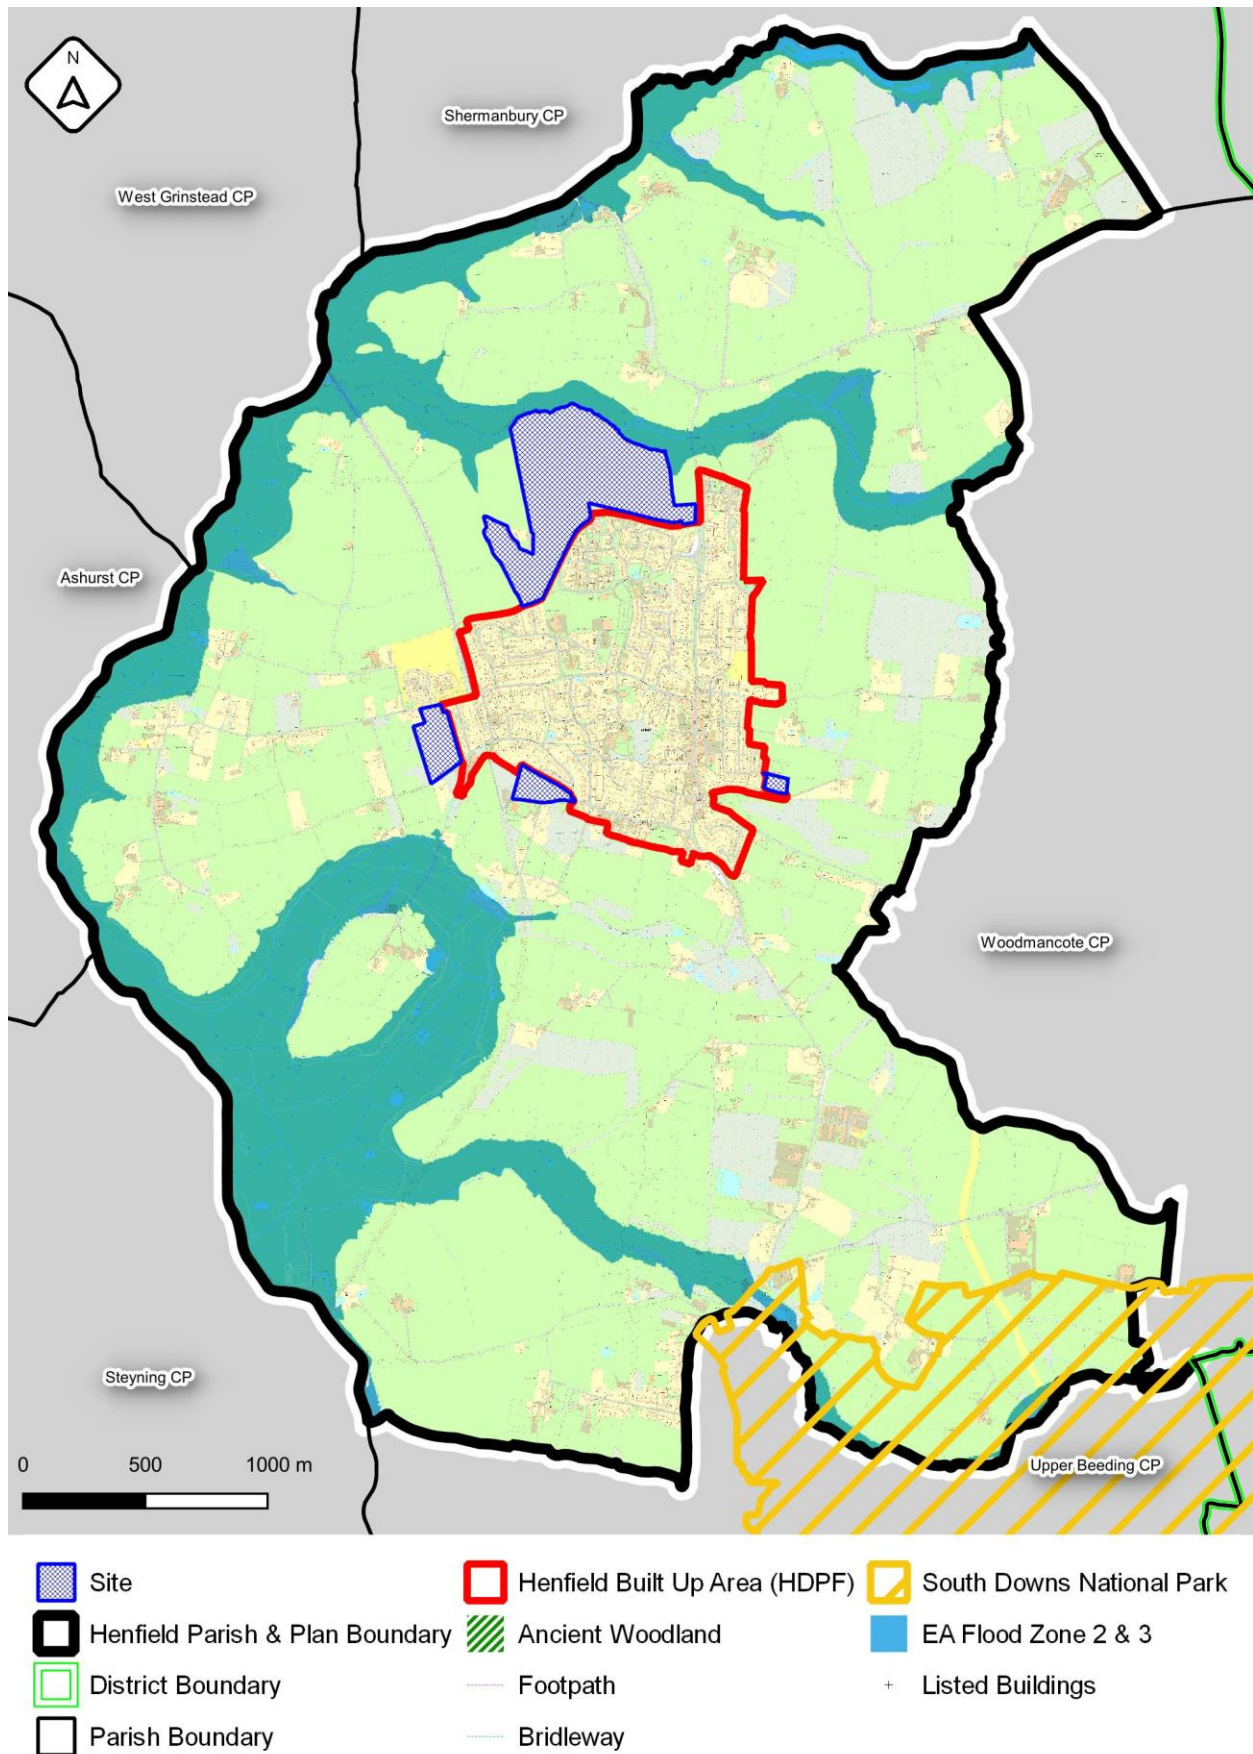 N
Shermanbury CP
West Grinstead CP
Ashurst CP
Woodmancote CP
Steyning CP
Upper Beeding CP
0 500 1000 m
Site
Henfield Built Up Area (HDPF)
South Downs National Park
Henfield Parish & Plan Boundary
Ancient Woodland
EA Flood Zone 2 & 3
District Boundary
Footpath
Listed Buildings
Parish Boundary
Bridleway